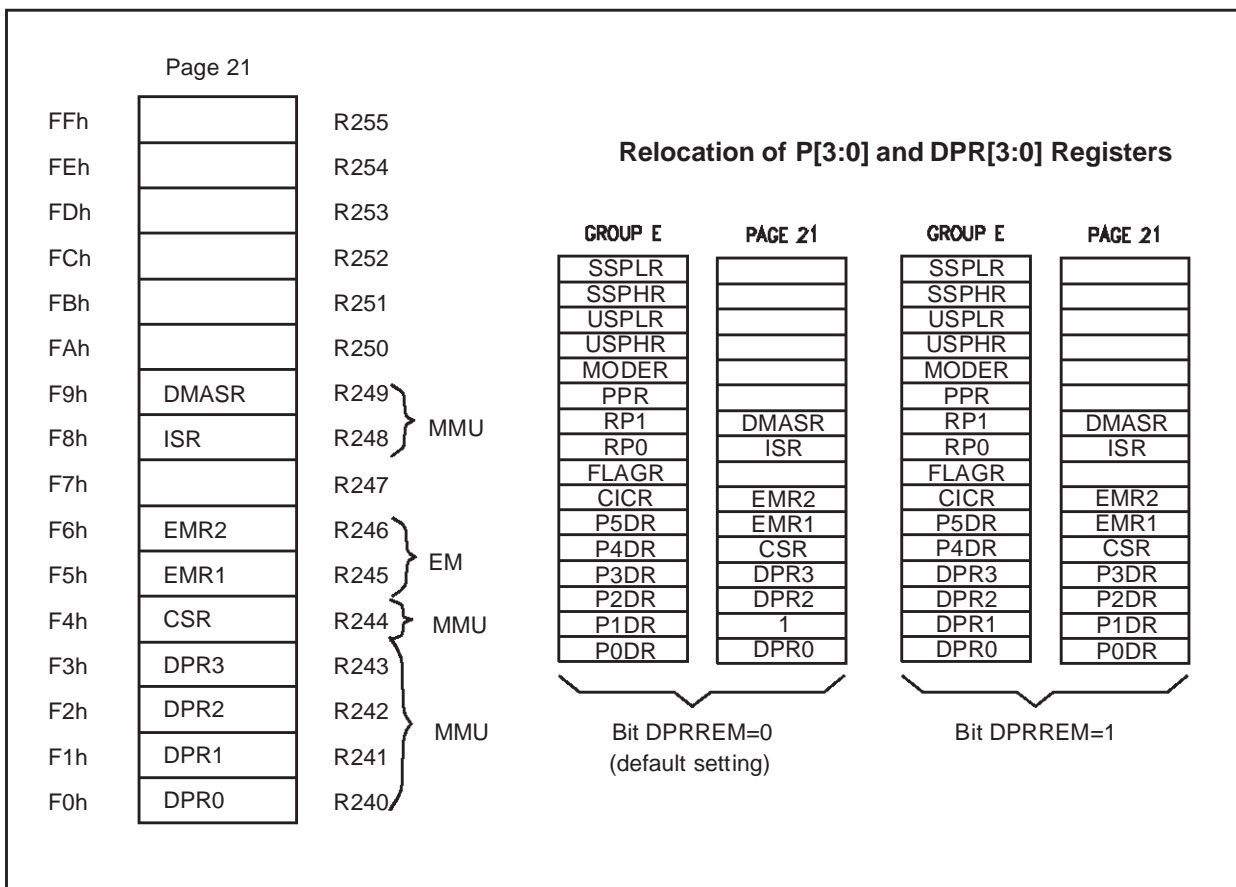 Page 21
FFh R255
FEh R254
FDh R253
FCh R252
FBh R251
FAh R250
F9h DMASR R249
F8h ISR R248
MMU
F7h R247
F6h EMR2 R246
F5h EMR1 R245
EM
F4h CSR R244 MMU
F3h DPR3 R243
F2h DPR2 R242
MMU
F1h DPR1 R241
F0h DPR0 R240
Relocation of P[3:0] and DPR[3:0] Registers
GROUP E PAGE 21 GROUP E PAGE 21
SSPLR SSPLR
SSPHR SSPHR
USPLR USPLR
USPHR USPHR
MODER MODER
PPR PPR
RP1 DMASR RP1 DMASR
RP0 ISR RP0 ISR
FLAGR FLAGR
CICR EMR2 CICR EMR2
P5DR EMR1 P5DR EMR1
P4DR CSR P4DR CSR
P3DR DPR3 DPR3 P3DR
P2DR DPR2 DPR2 P2DR
P1DR 1 DPR1 P1DR
P0DR DPR0 DPR0 P0DR
Bit DPRREM=0 Bit DPRREM=1
(default setting)